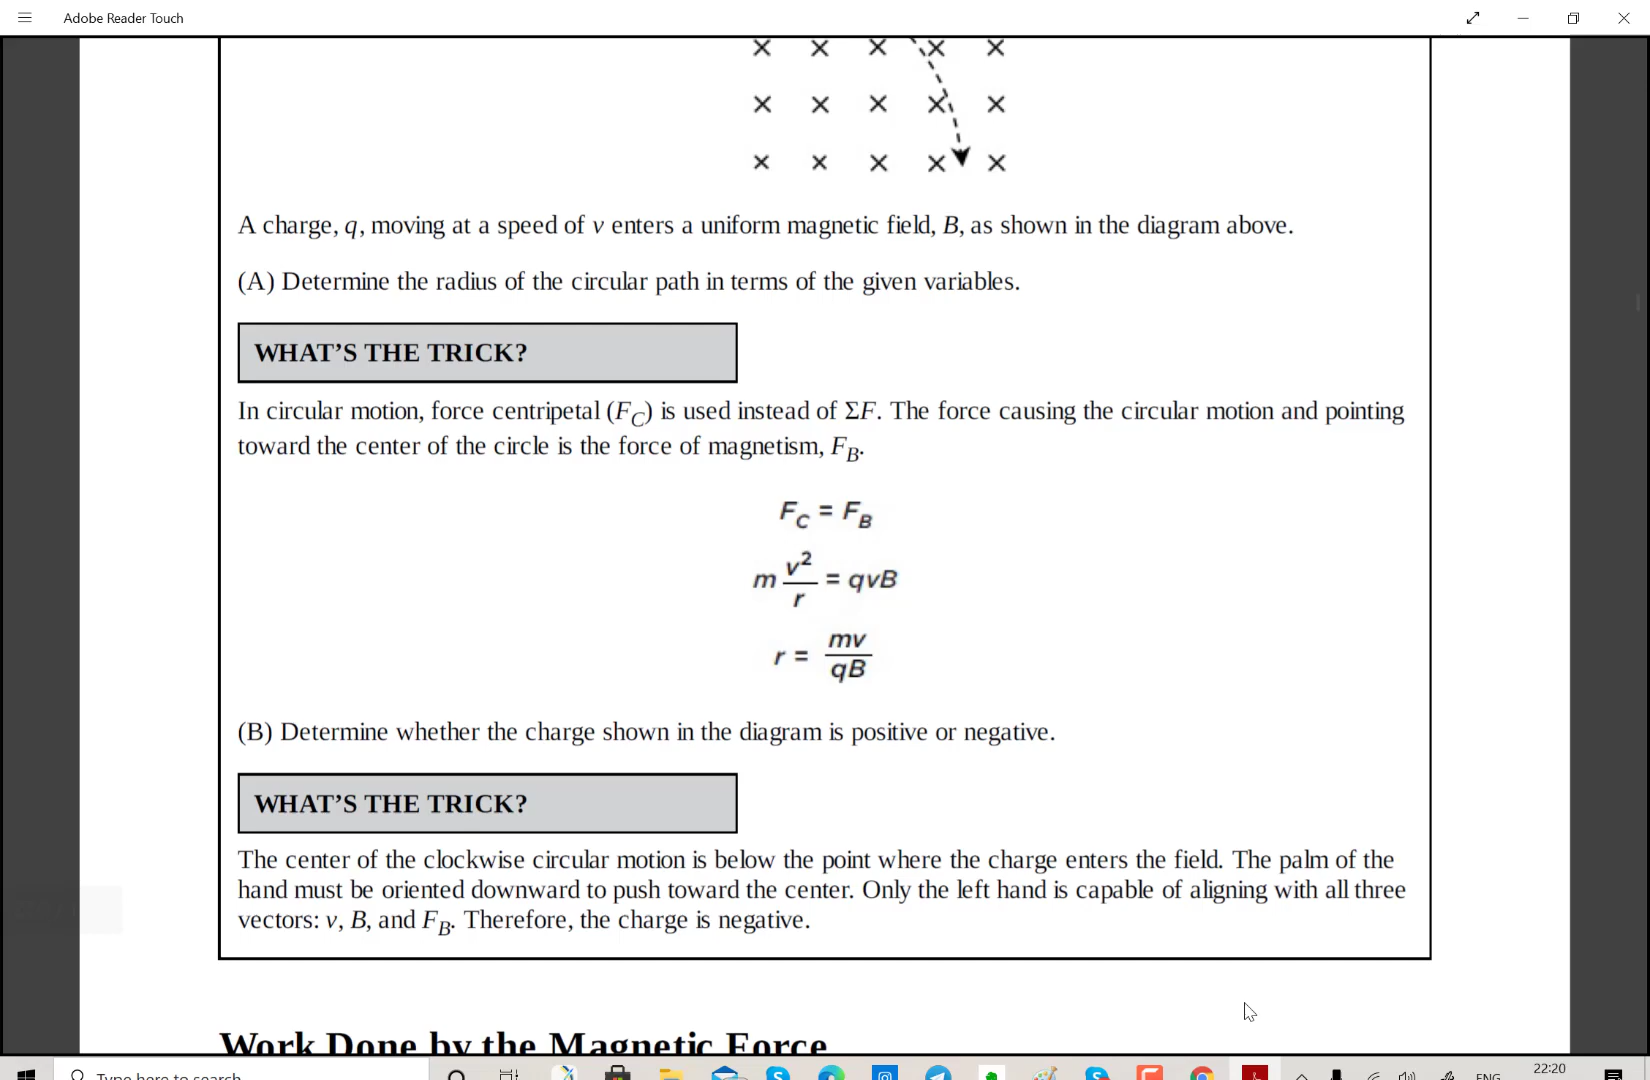 Adobe Reader Touch
A charge, q, moving at a speed of v enters a uniform magnetic field, B, as shown in the diagram above.
(A) Determine the radius of the circular path in terms of the given variables.
WHAT'S THE TRICK?
In circular motion, force centripetal (F_C) is used instead of ΣF. The force causing the circular motion and pointing
toward the center of the circle is the force of magnetism, F_B.
F_C = F_B
m v²/r = qvB
r = mv/qB
(B) Determine whether the charge shown in the diagram is positive or negative.
WHAT'S THE TRICK?
The center of the clockwise circular motion is below the point where the charge enters the field. The palm of the
hand must be oriented downward to push toward the center. Only the left hand is capable of aligning with all three
vectors: v, B, and F_B. Therefore, the charge is negative.
Work Done by the Magnetic Force
Type here to search
ENG
22:20